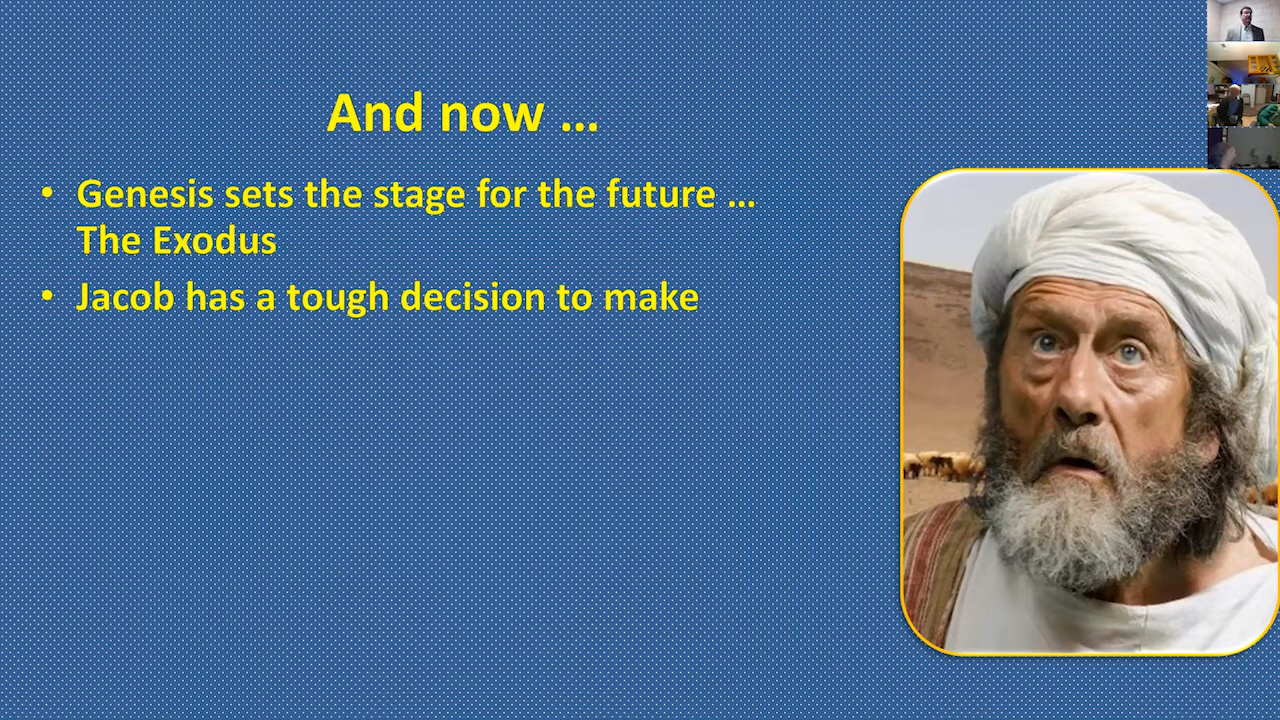 And now …
• Genesis sets the stage for the future …
The Exodus
• Jacob has a tough decision to make